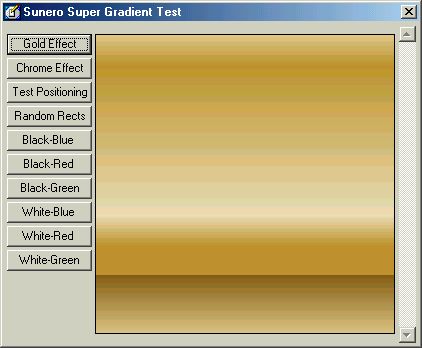 Sunero Super Gradient Test
Gold Effect
Chrome Effect
Test Positioning
Random Rects
Black-Blue
Black-Red
Black-Green
White-Blue
White-Red
White-Green